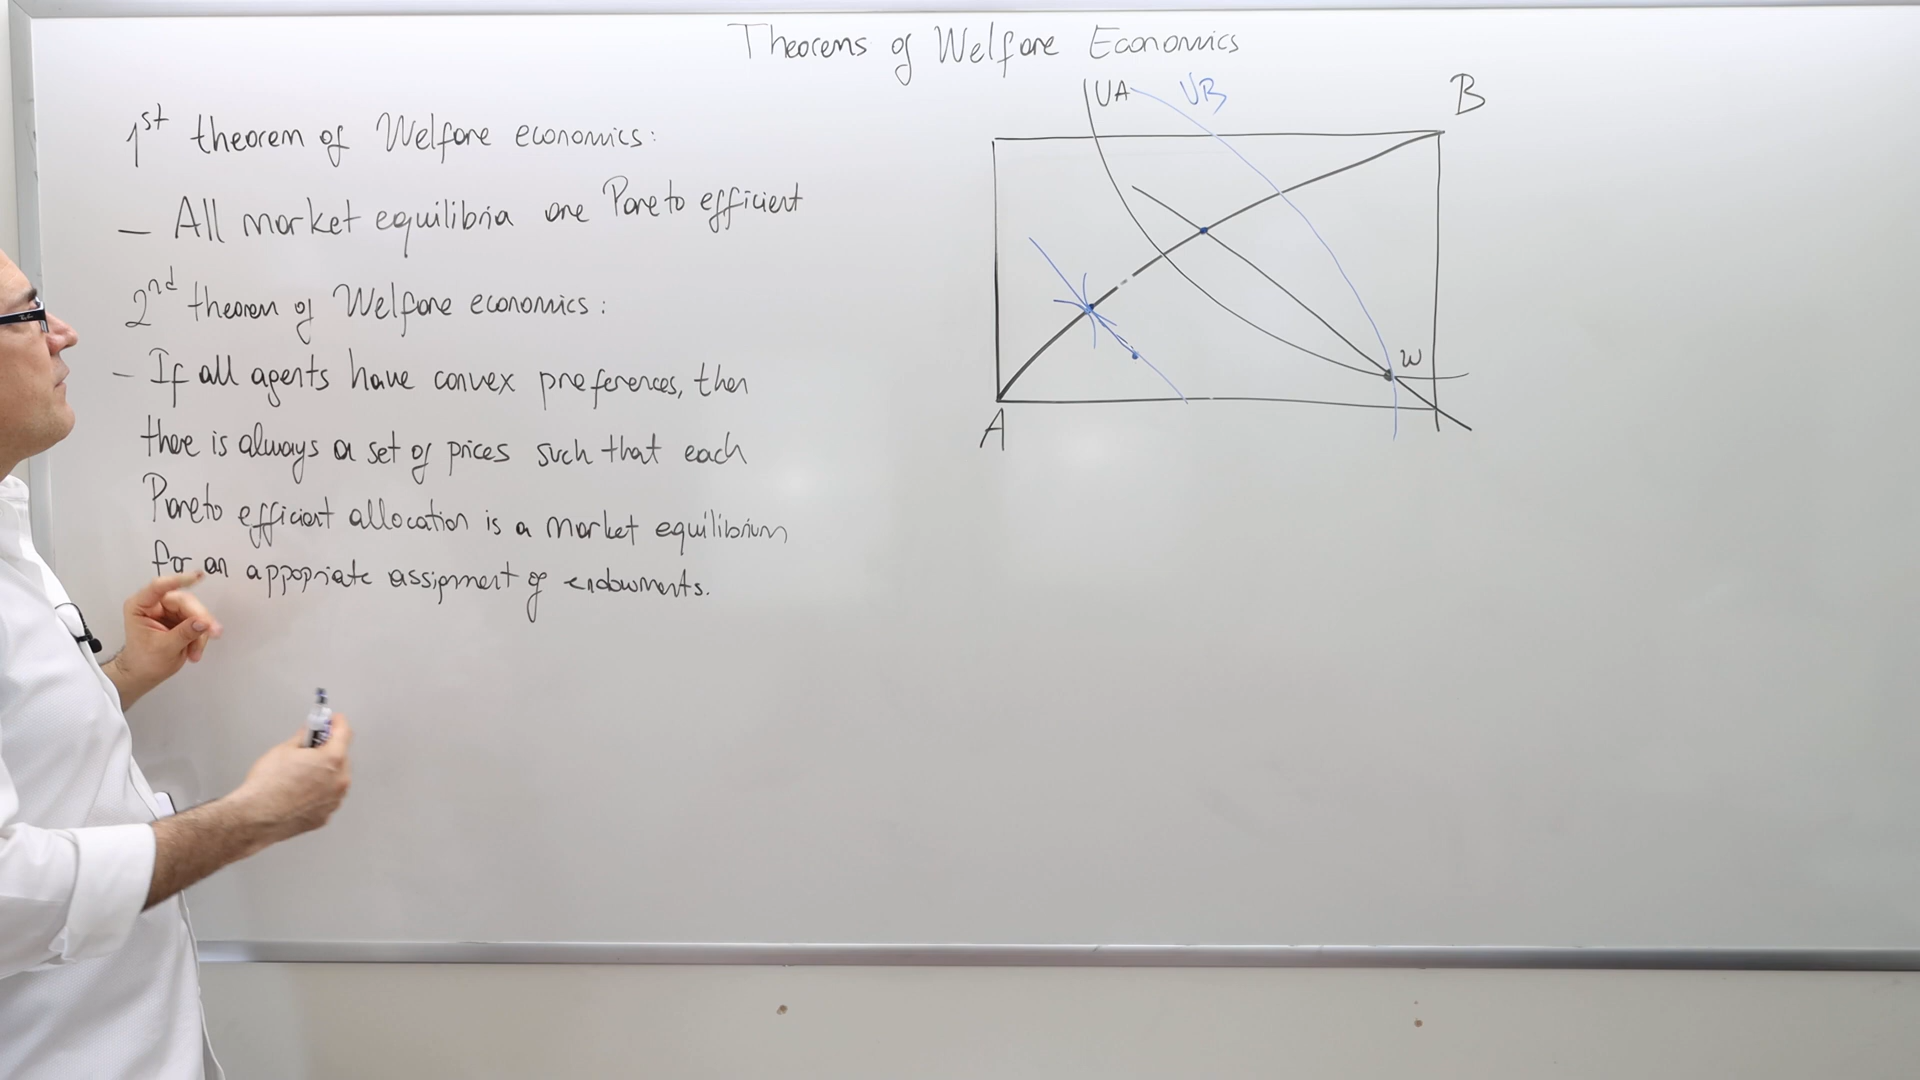 Theorems of Welfare Economics
1st theorem of Welfare economics:
– All market equilibria are Pareto efficient
2nd theorem of Welfare economics:
– If all agents have convex preferences, then
there is always a set of prices such that each
Pareto efficient allocation is a market equilibrium
for an appopriate assigment of endowments.
UA UB B
w
A